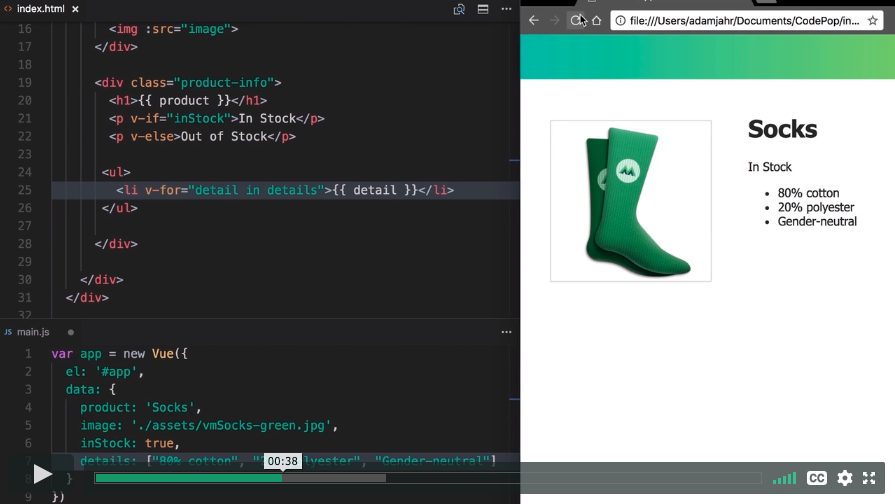 index.html
16 <img :src="image">
17 </div>
18
19 <div class="product-info">
20 <h1>{{ product }}</h1>
21 <p v-if="inStock">In Stock</p>
22 <p v-else>Out of Stock</p>
23
24 <ul>
25 <li v-for="detail in details">{{ detail }}</li>
26 </ul>
27
28 </div>
29
30 </div>
31 </div>
32
JS main.js
1 var app = new Vue({
2 el: '#app',
3 data: {
4 product: 'Socks',
5 image: './assets/vmSocks-green.jpg',
6 inStock: true,
details: ["80% cotton", "Gender-neutral"]
00:38
}
9 })
CC
file:///Users/adamjahr/Documents/CodePop/in...
Socks
In Stock
80% cotton
20% polyester
Gender-neutral